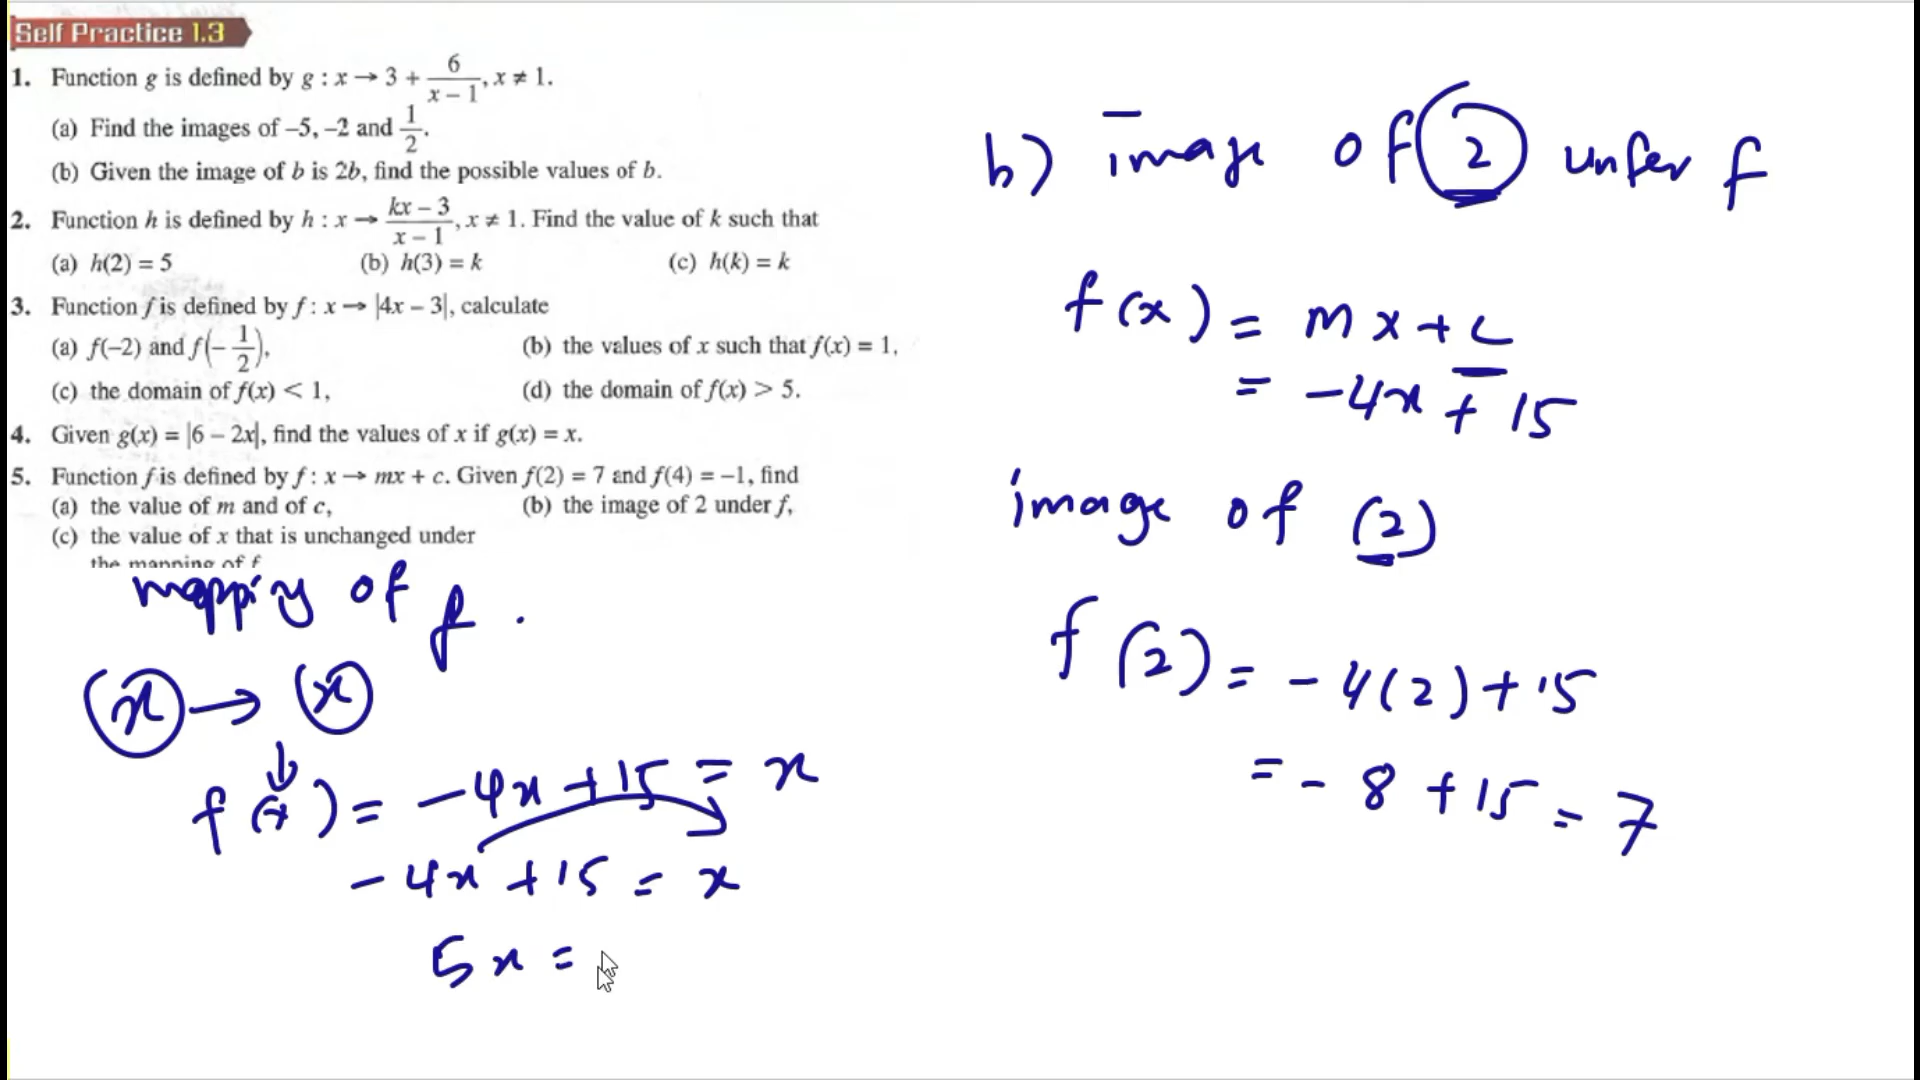 Self Practice 1.3
1. Function g is defined by g : x → 3 + 6/(x – 1), x ≠ 1.
(a) Find the images of –5, –2 and 1/2.
(b) Given the image of b is 2b, find the possible values of b.
2. Function h is defined by h : x → (kx – 3)/(x – 1), x ≠ 1. Find the value of k such that
(a) h(2) = 5 (b) h(3) = k (c) h(k) = k
3. Function f is defined by f : x → |4x – 3|, calculate
(a) f(–2) and f(–1/2), (b) the values of x such that f(x) = 1,
(c) the domain of f(x) < 1, (d) the domain of f(x) > 5.
4. Given g(x) = |6 – 2x|, find the values of x if g(x) = x.
5. Function f is defined by f : x → mx + c. Given f(2) = 7 and f(4) = –1, find
(a) the value of m and of c, (b) the image of 2 under f,
(c) the value of x that is unchanged under
the mapping of f
mapping of f.
x → x
f(x) = -4x + 15 = x
-4x + 15 = x
5x =
b) image of 2 unfer f
f(x) = mx + c
= -4x + 15
image of (2)
f(2) = -4(2) + 15
= -8 + 15 = 7